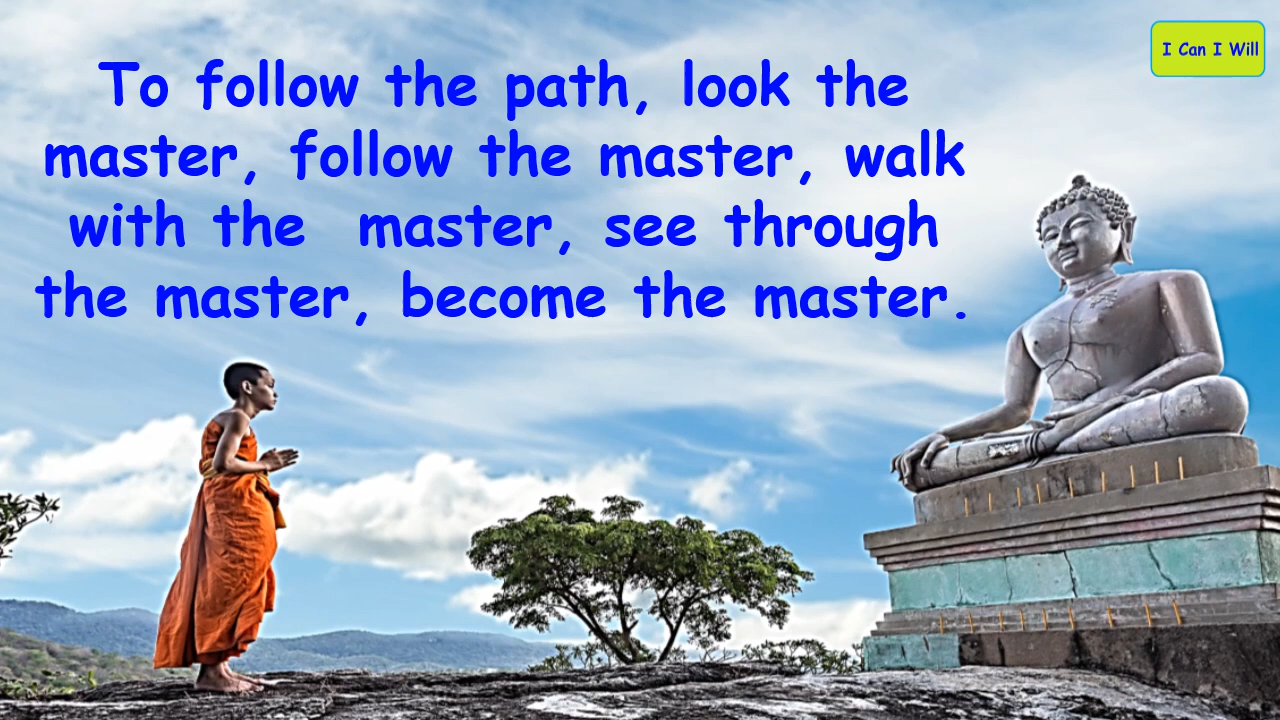 I Can I Will
To follow the path, look the
master, follow the master, walk
with the  master, see through
the master, become the master.